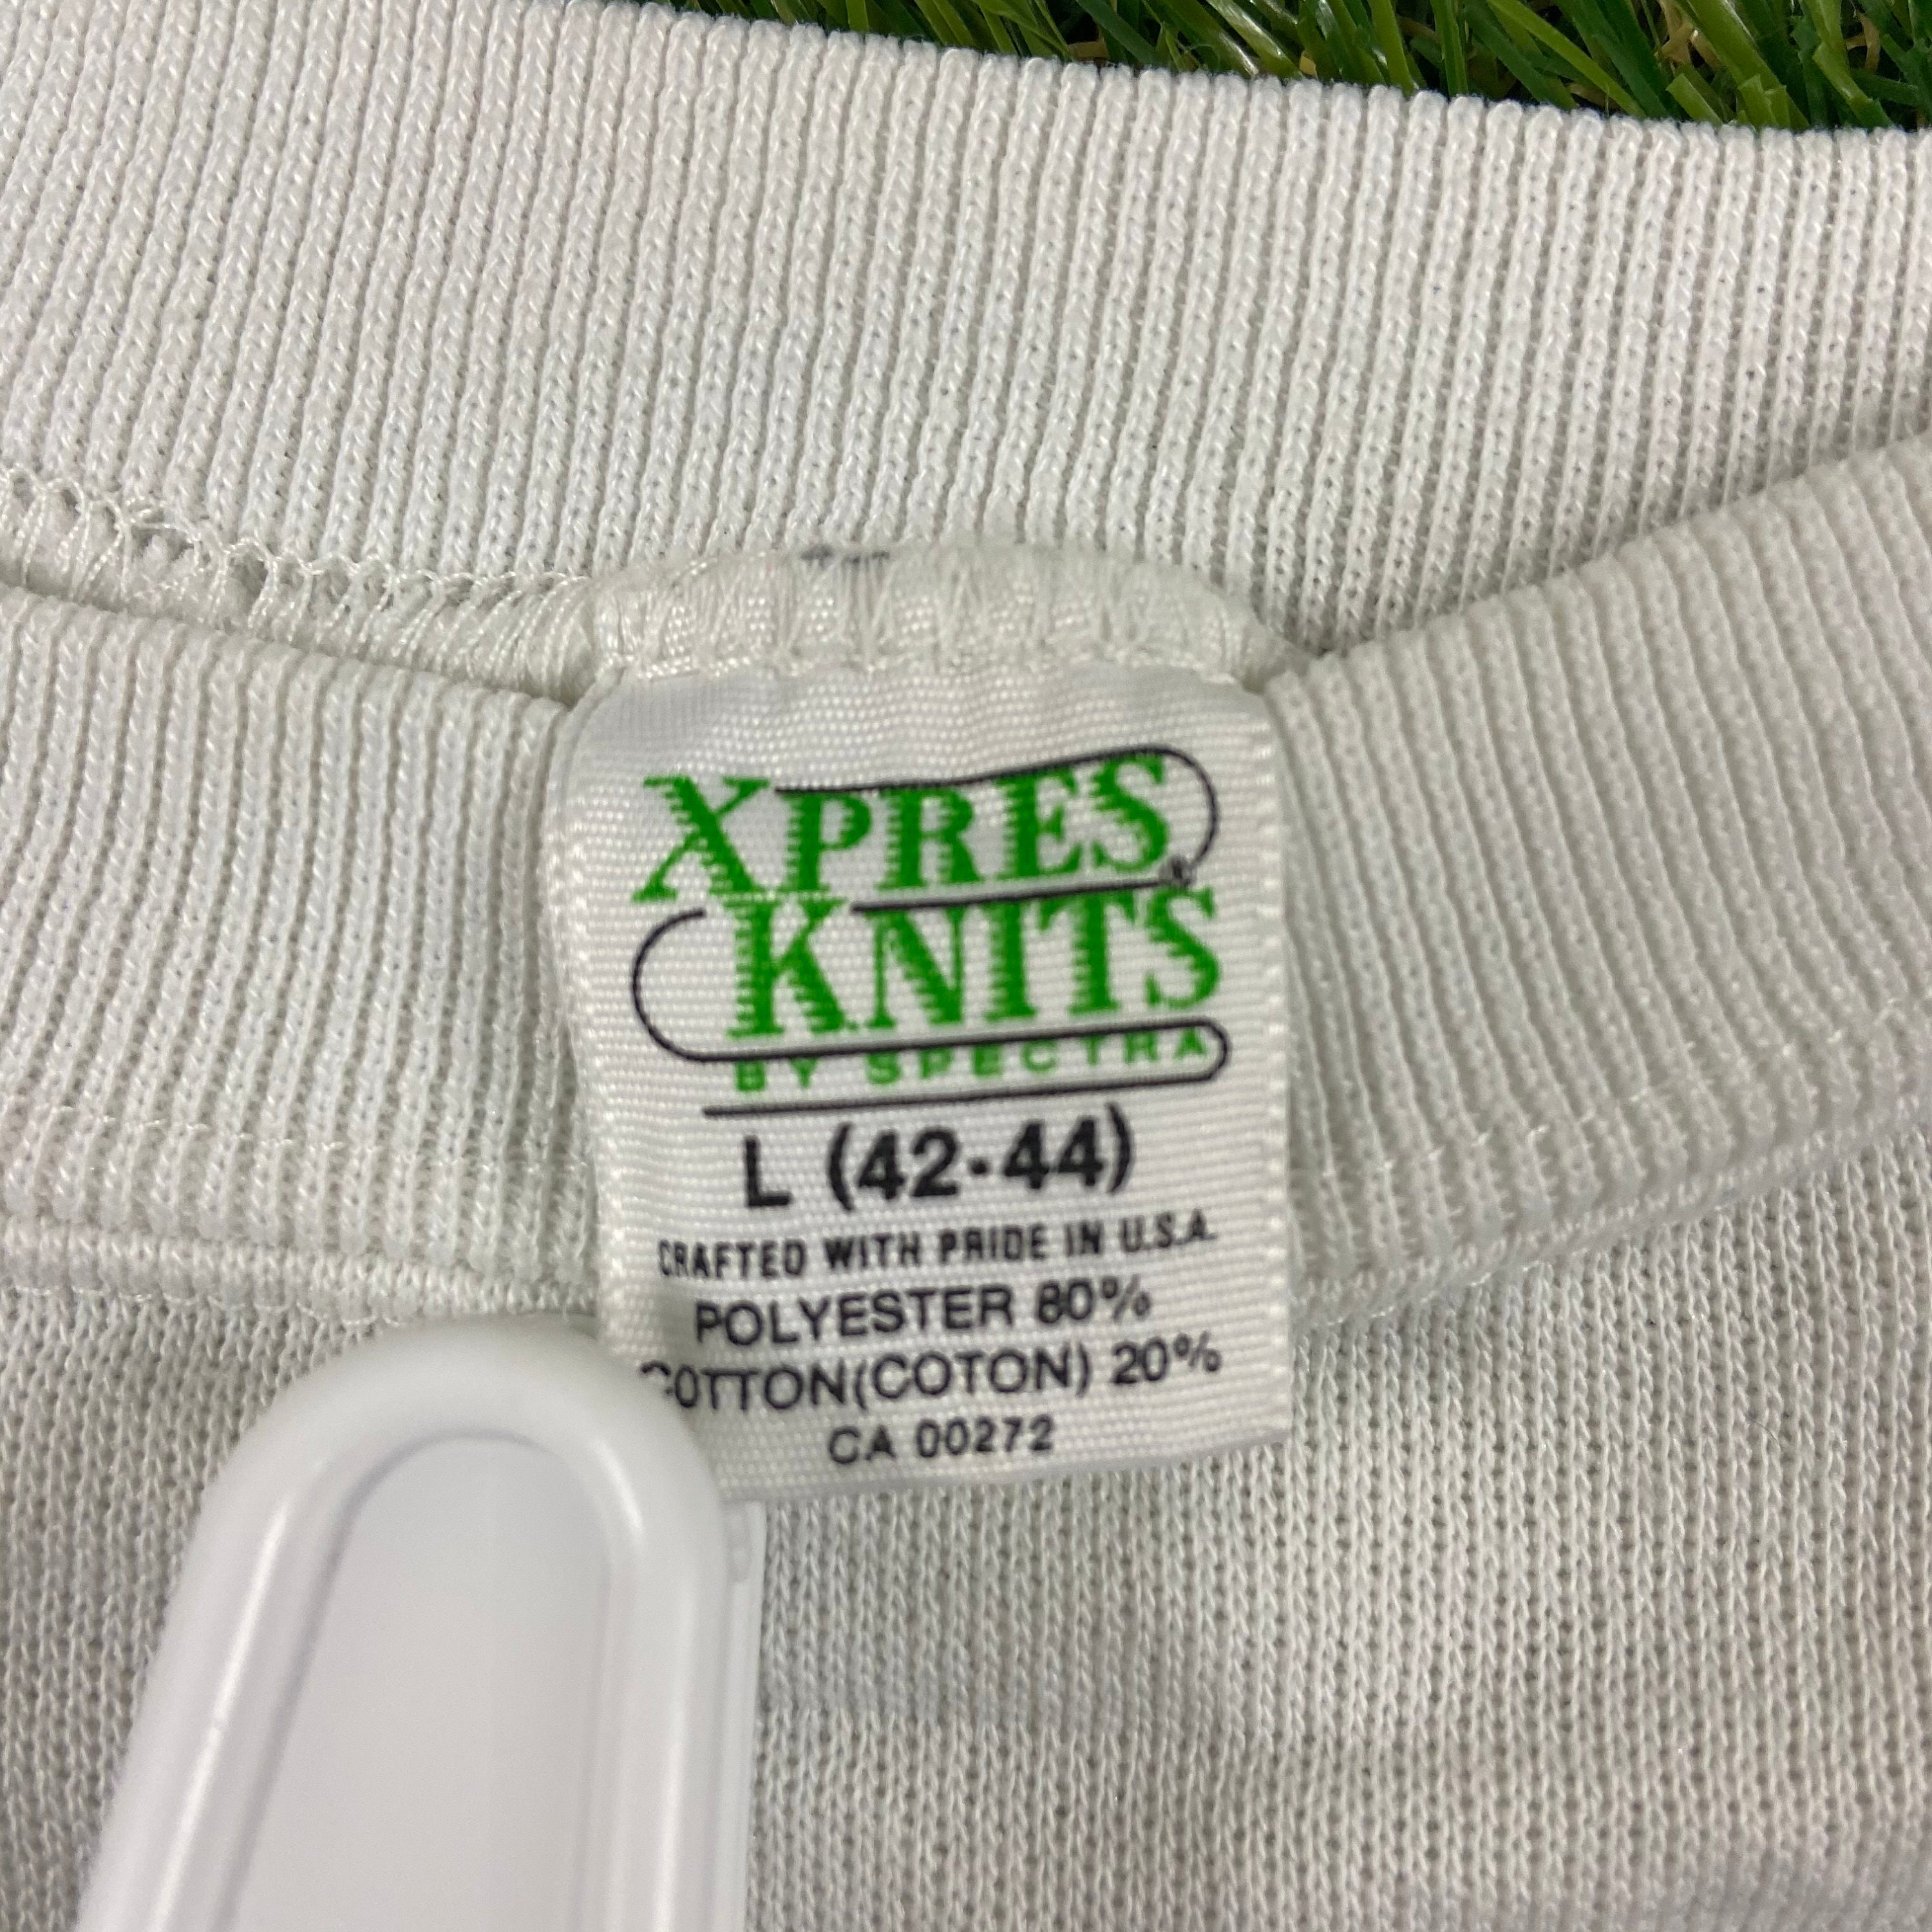 XPRES®
KNITS
BY SPECTRA
L (42-44)
CRAFTED WITH PRIDE IN U.S.A.
POLYESTER 80%
COTTON(COTON) 20%
CA 00272